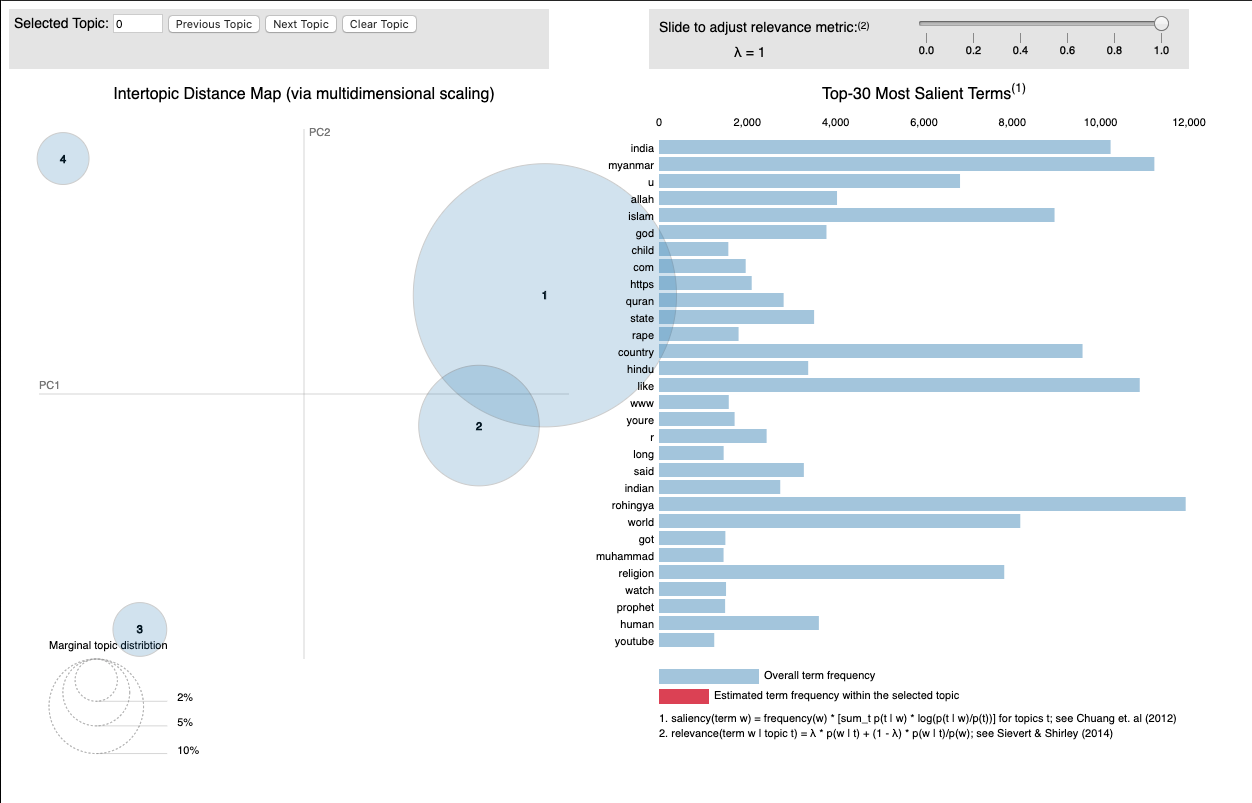 Selected Topic: 0 Previous Topic Next Topic Clear Topic
Slide to adjust relevance metric:(2)
λ = 1
0.0 0.2 0.4 0.6 0.8 1.0
Intertopic Distance Map (via multidimensional scaling)
PC2
PC1
4
1
2
3
Marginal topic distribtion
2%
5%
10%
Top-30 Most Salient Terms(1)
0 2,000 4,000 6,000 8,000 10,000 12,000
india
myanmar
u
allah
islam
god
child
com
https
quran
state
rape
country
hindu
like
www
youre
r
long
said
indian
rohingya
world
got
muhammad
religion
watch
prophet
human
youtube
Overall term frequency
Estimated term frequency within the selected topic
1. saliency(term w) = frequency(w) * [sum_t p(t | w) * log(p(t | w)/p(t))] for topics t; see Chuang et. al (2012)
2. relevance(term w | topic t) = λ * p(w | t) + (1 - λ) * p(w | t)/p(w); see Sievert & Shirley (2014)